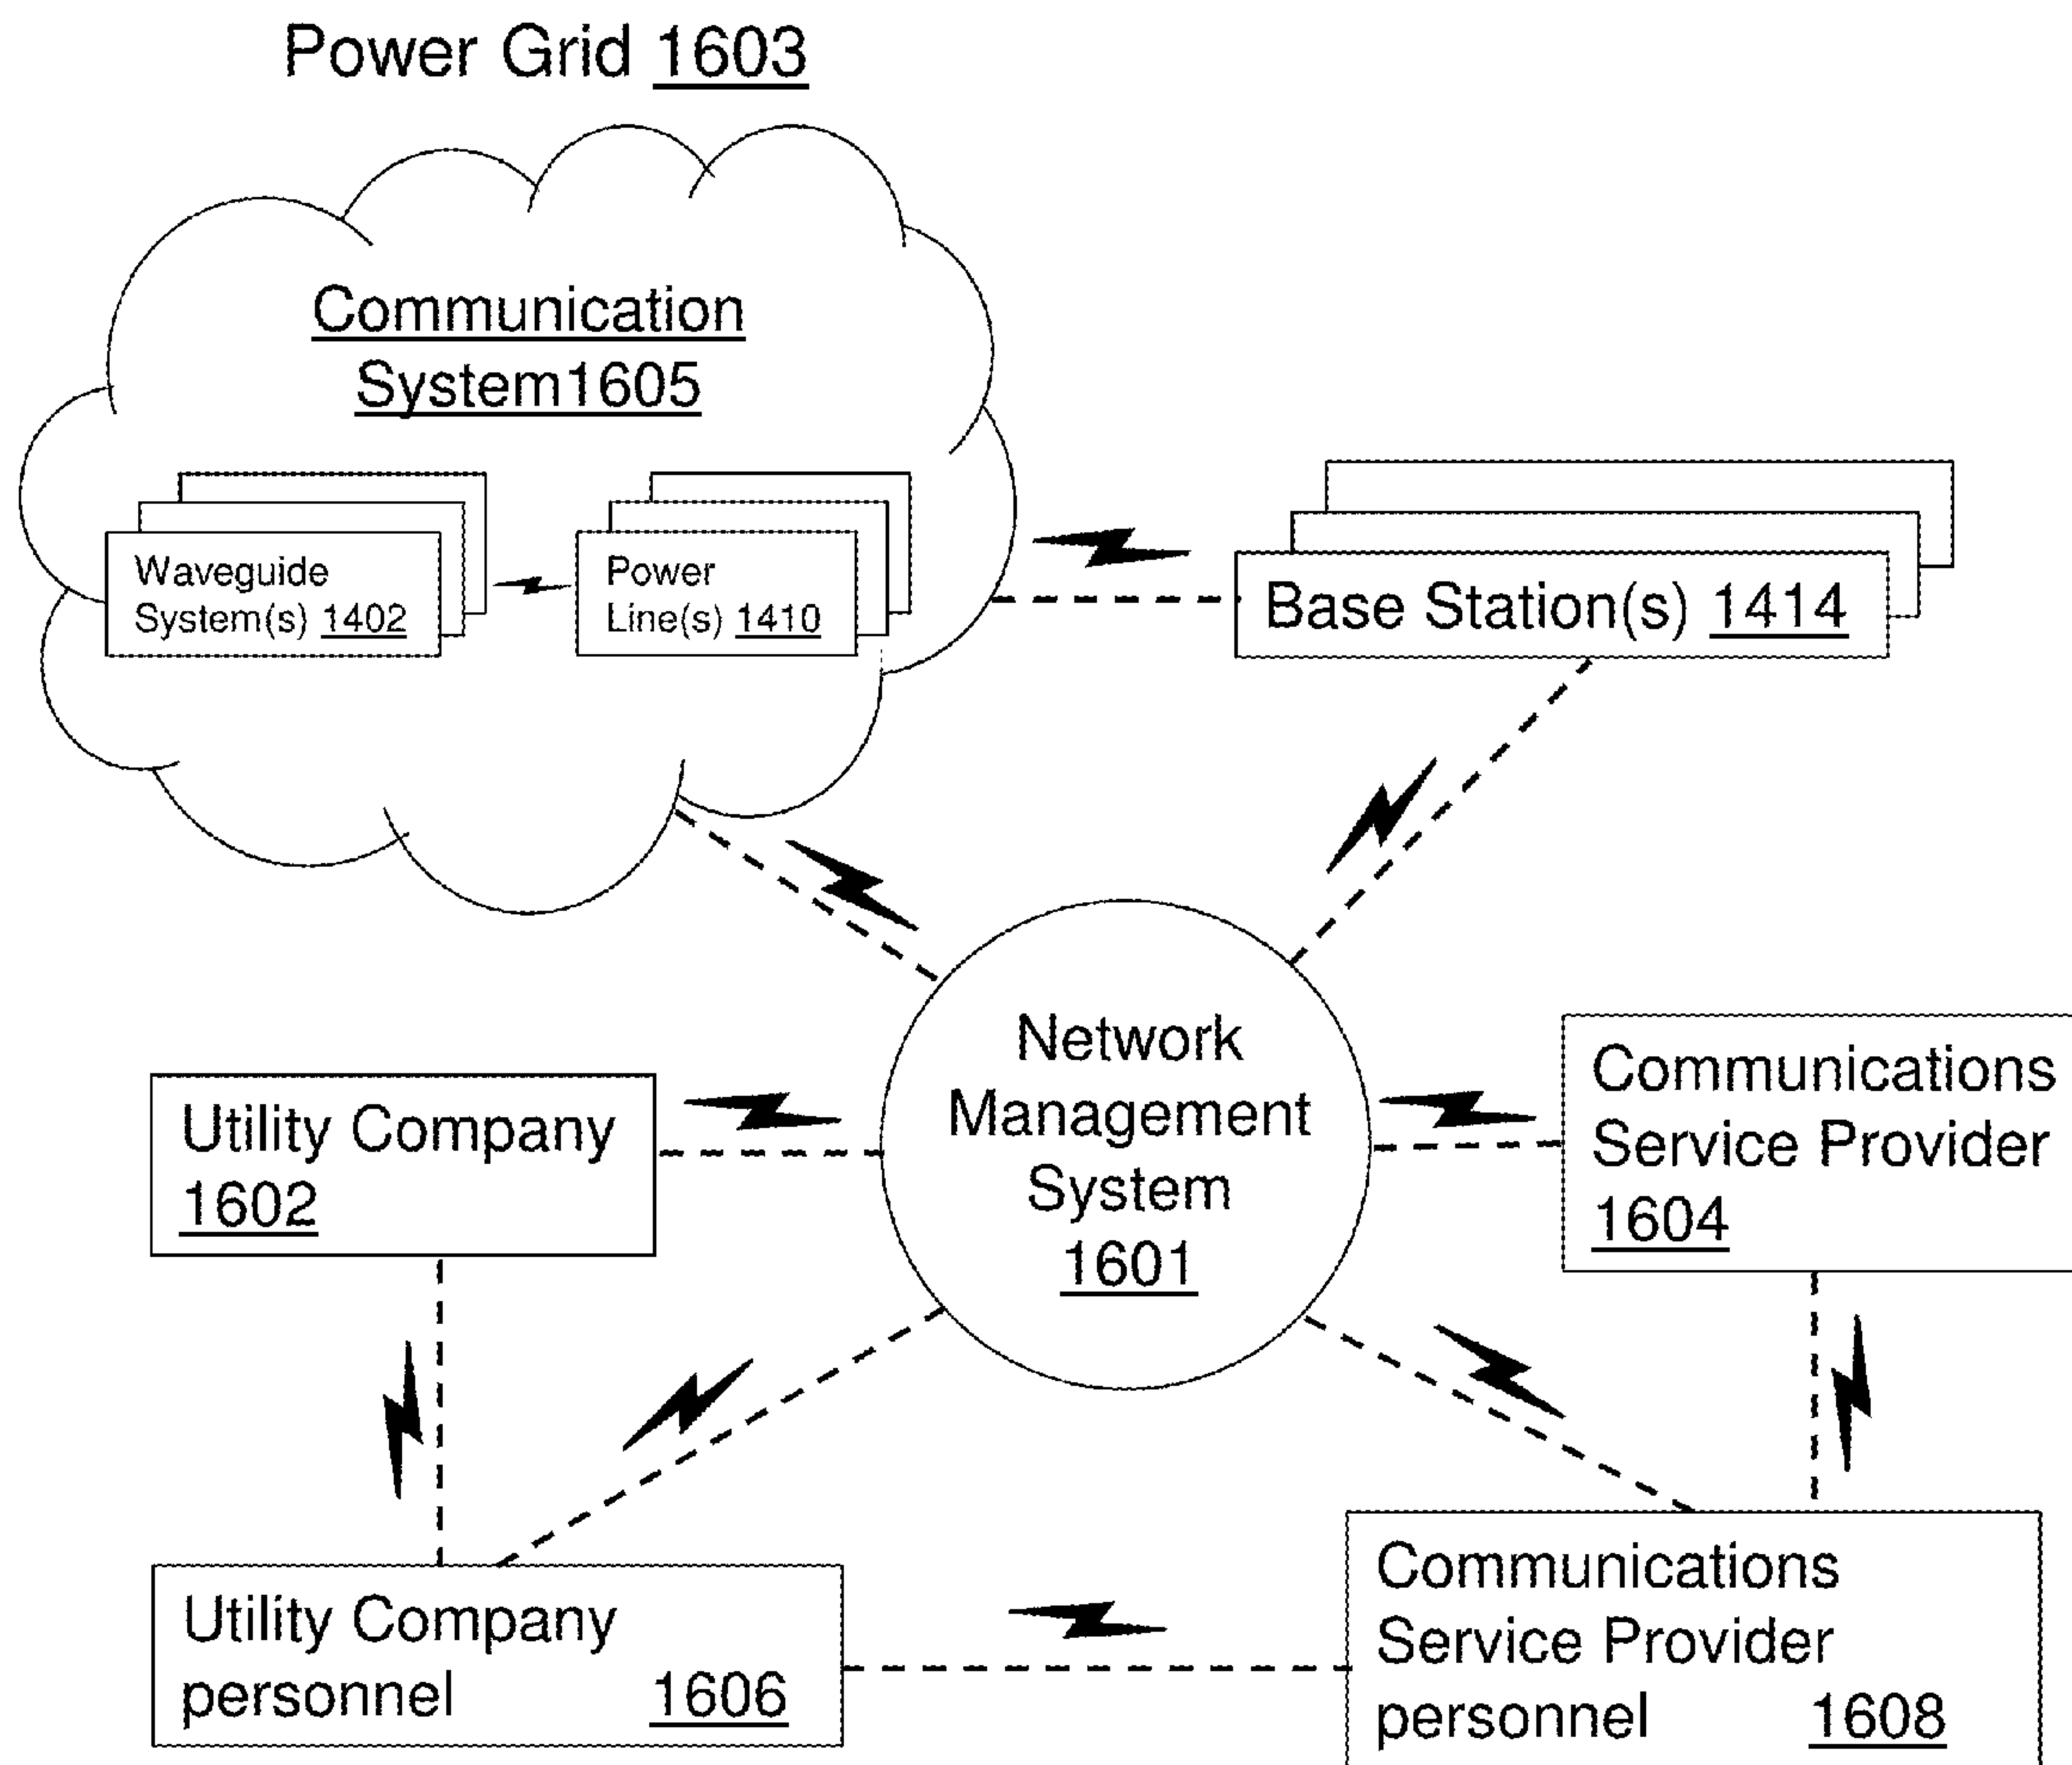 Power Grid 1603
Communication
System1605
Waveguide
System(s) 1402
Power
Line(s) 1410
Base Station(s) 1414
Network
Management
System
1601
Utility Company
1602
Communications
Service Provider
1604
Utility Company
personnel 1606
Communications
Service Provider
personnel 1608